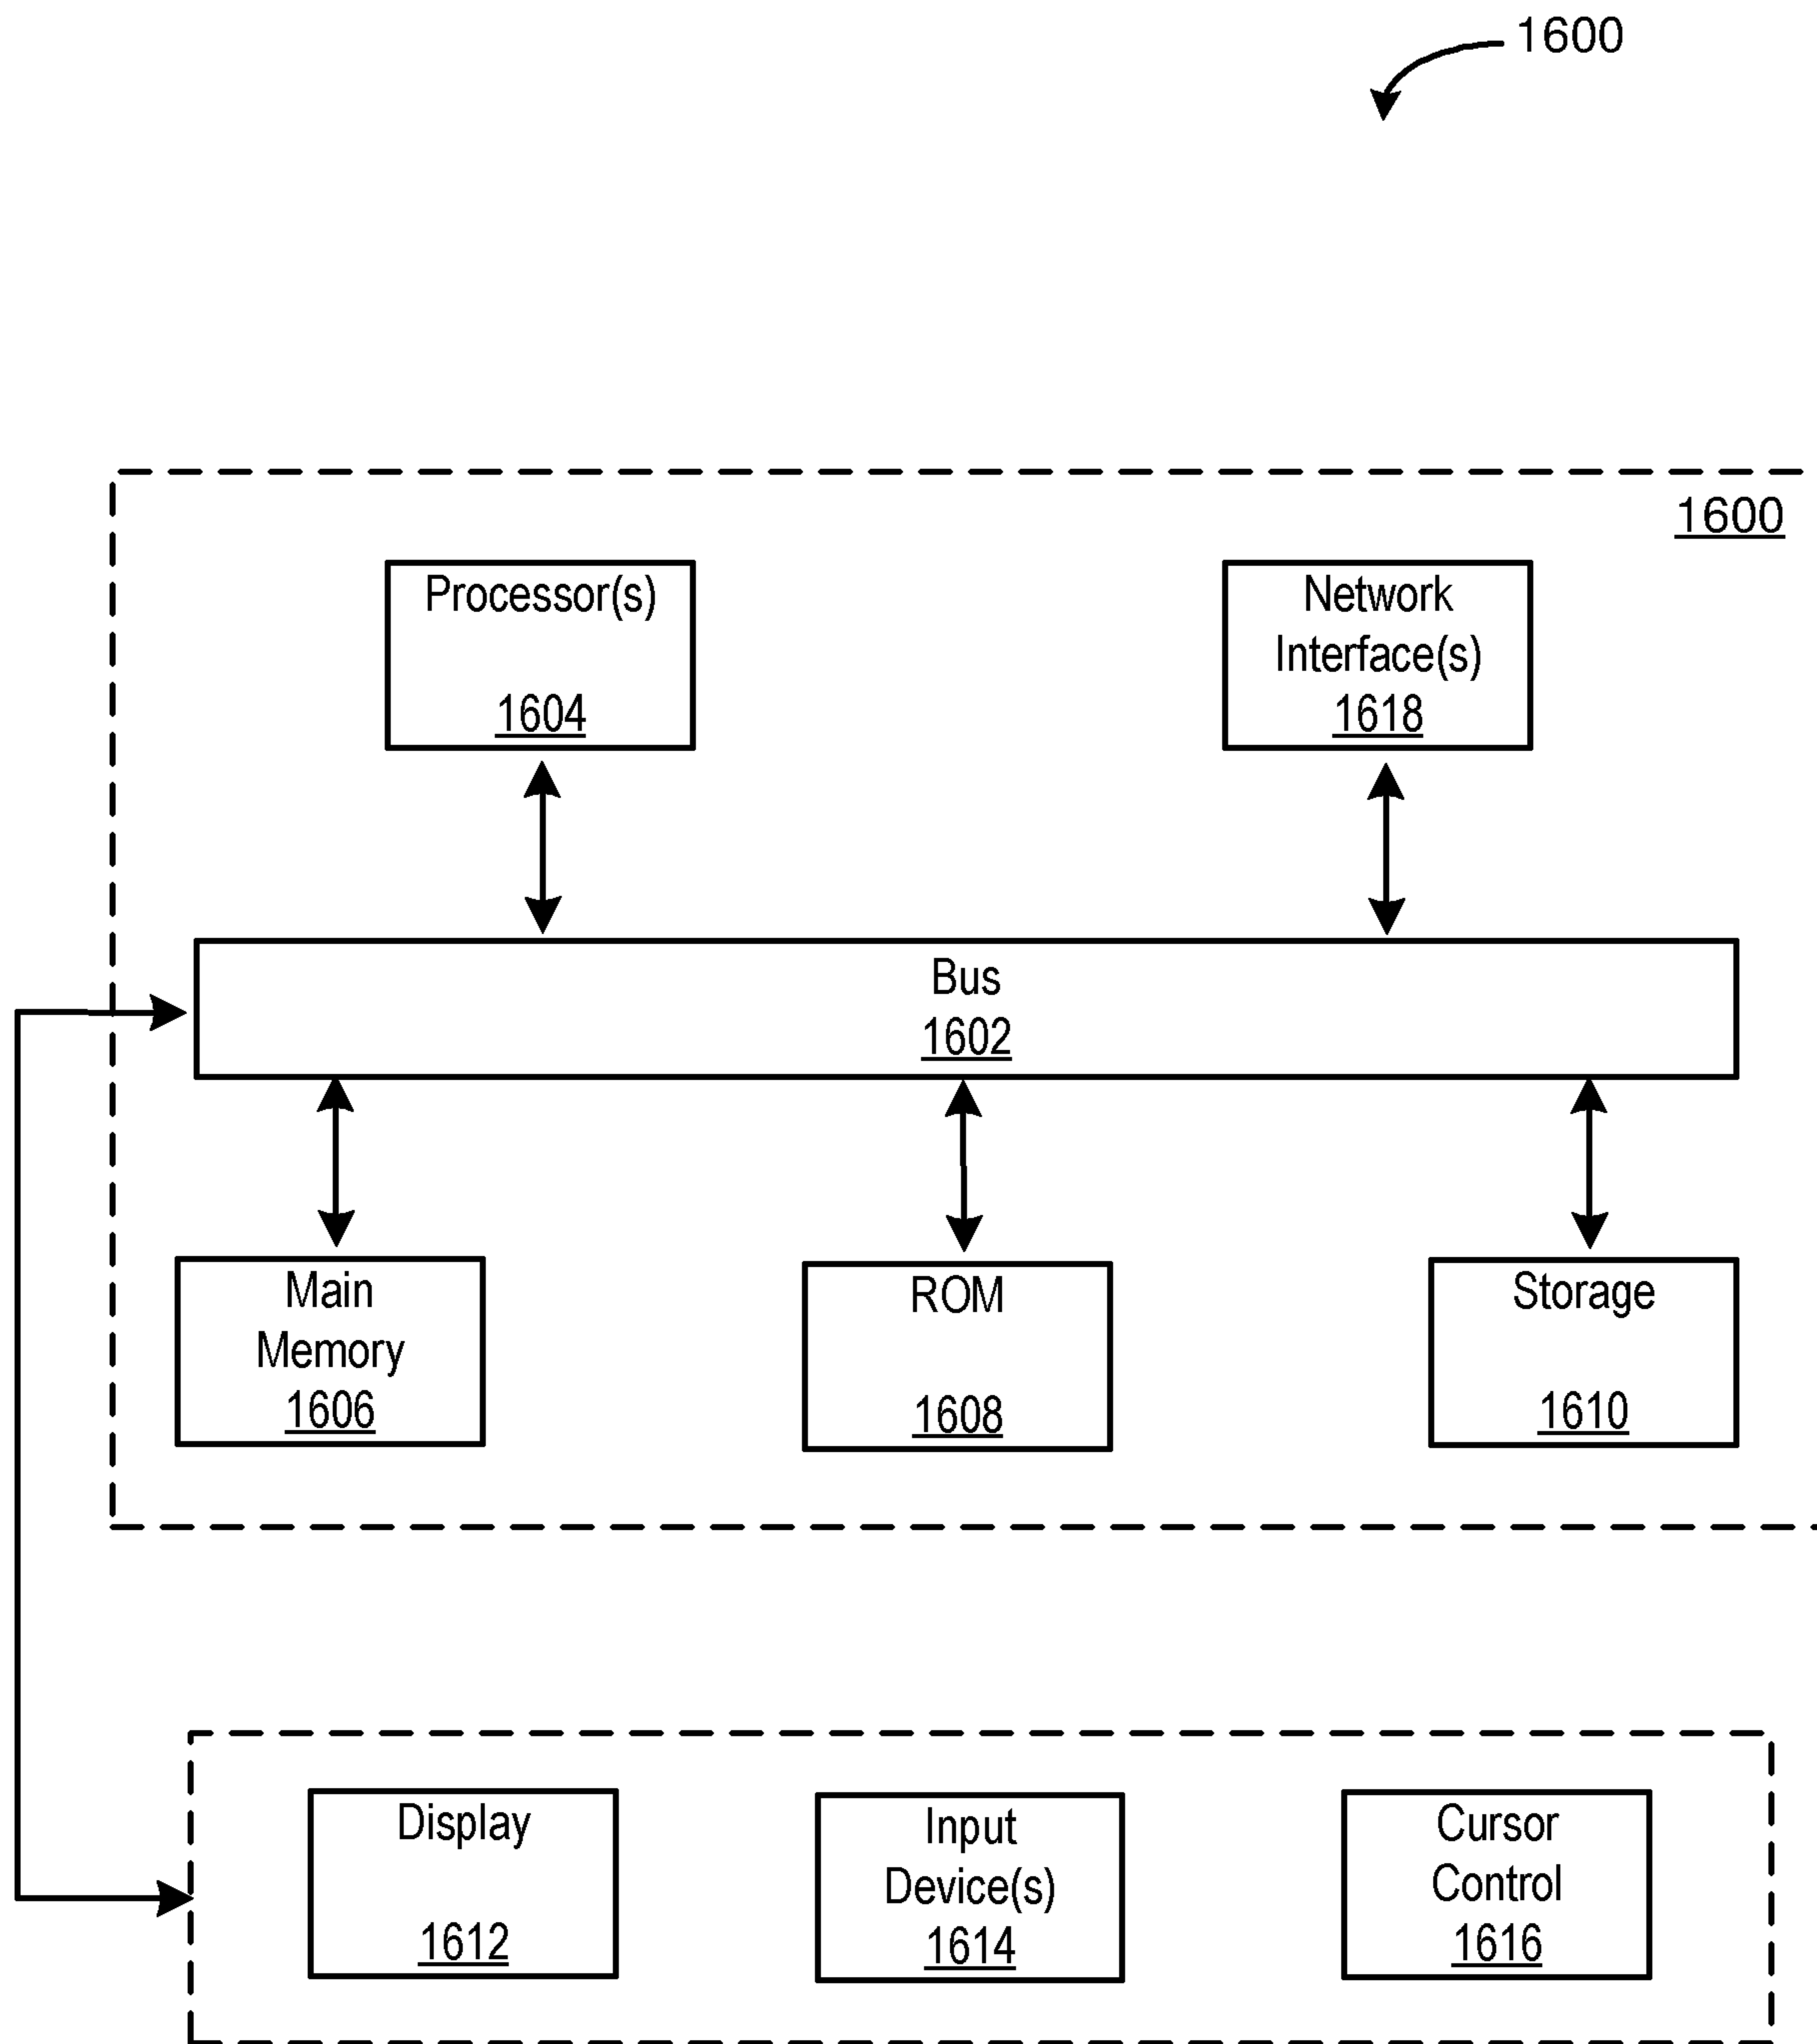 1600
1600
Processor(s)
1604
Network
Interface(s)
1618
Bus
1602
Main
Memory
1606
ROM
1608
Storage
1610
Display
1612
Input
Device(s)
1614
Cursor
Control
1616